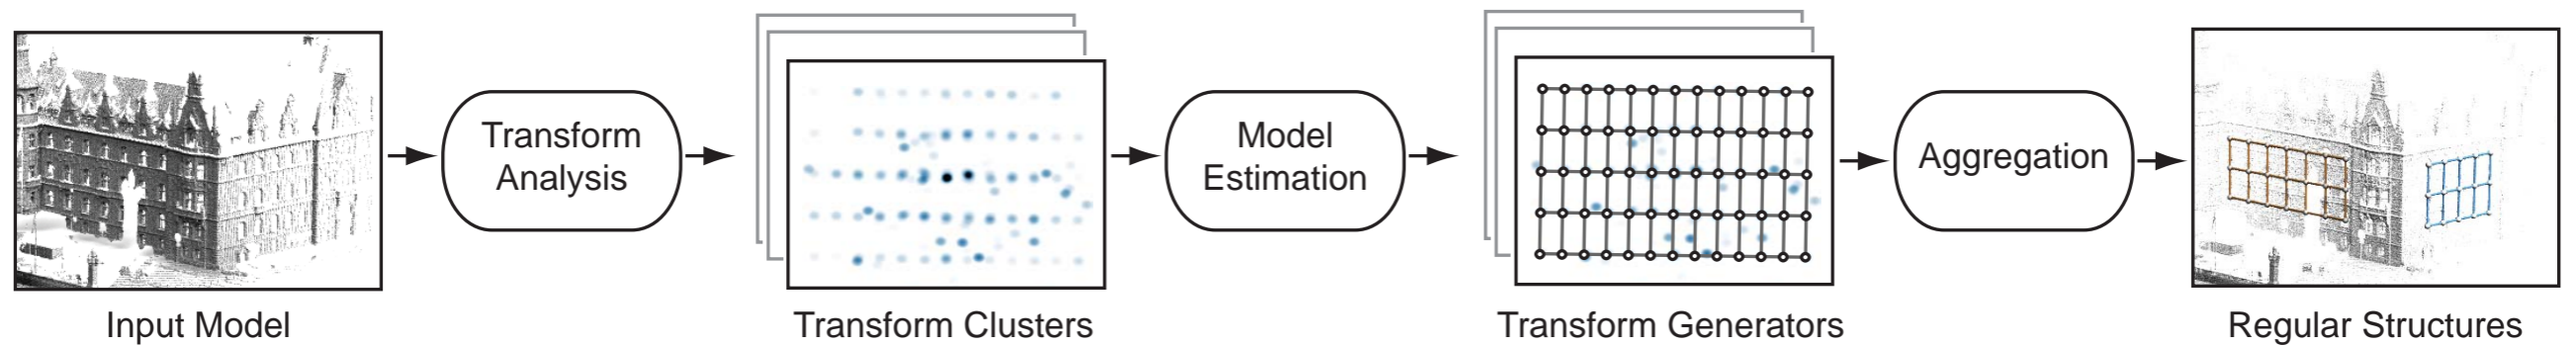 Transform
Analysis
Model
Estimation
Aggregation
Input Model
Transform Clusters
Transform Generators
Regular Structures